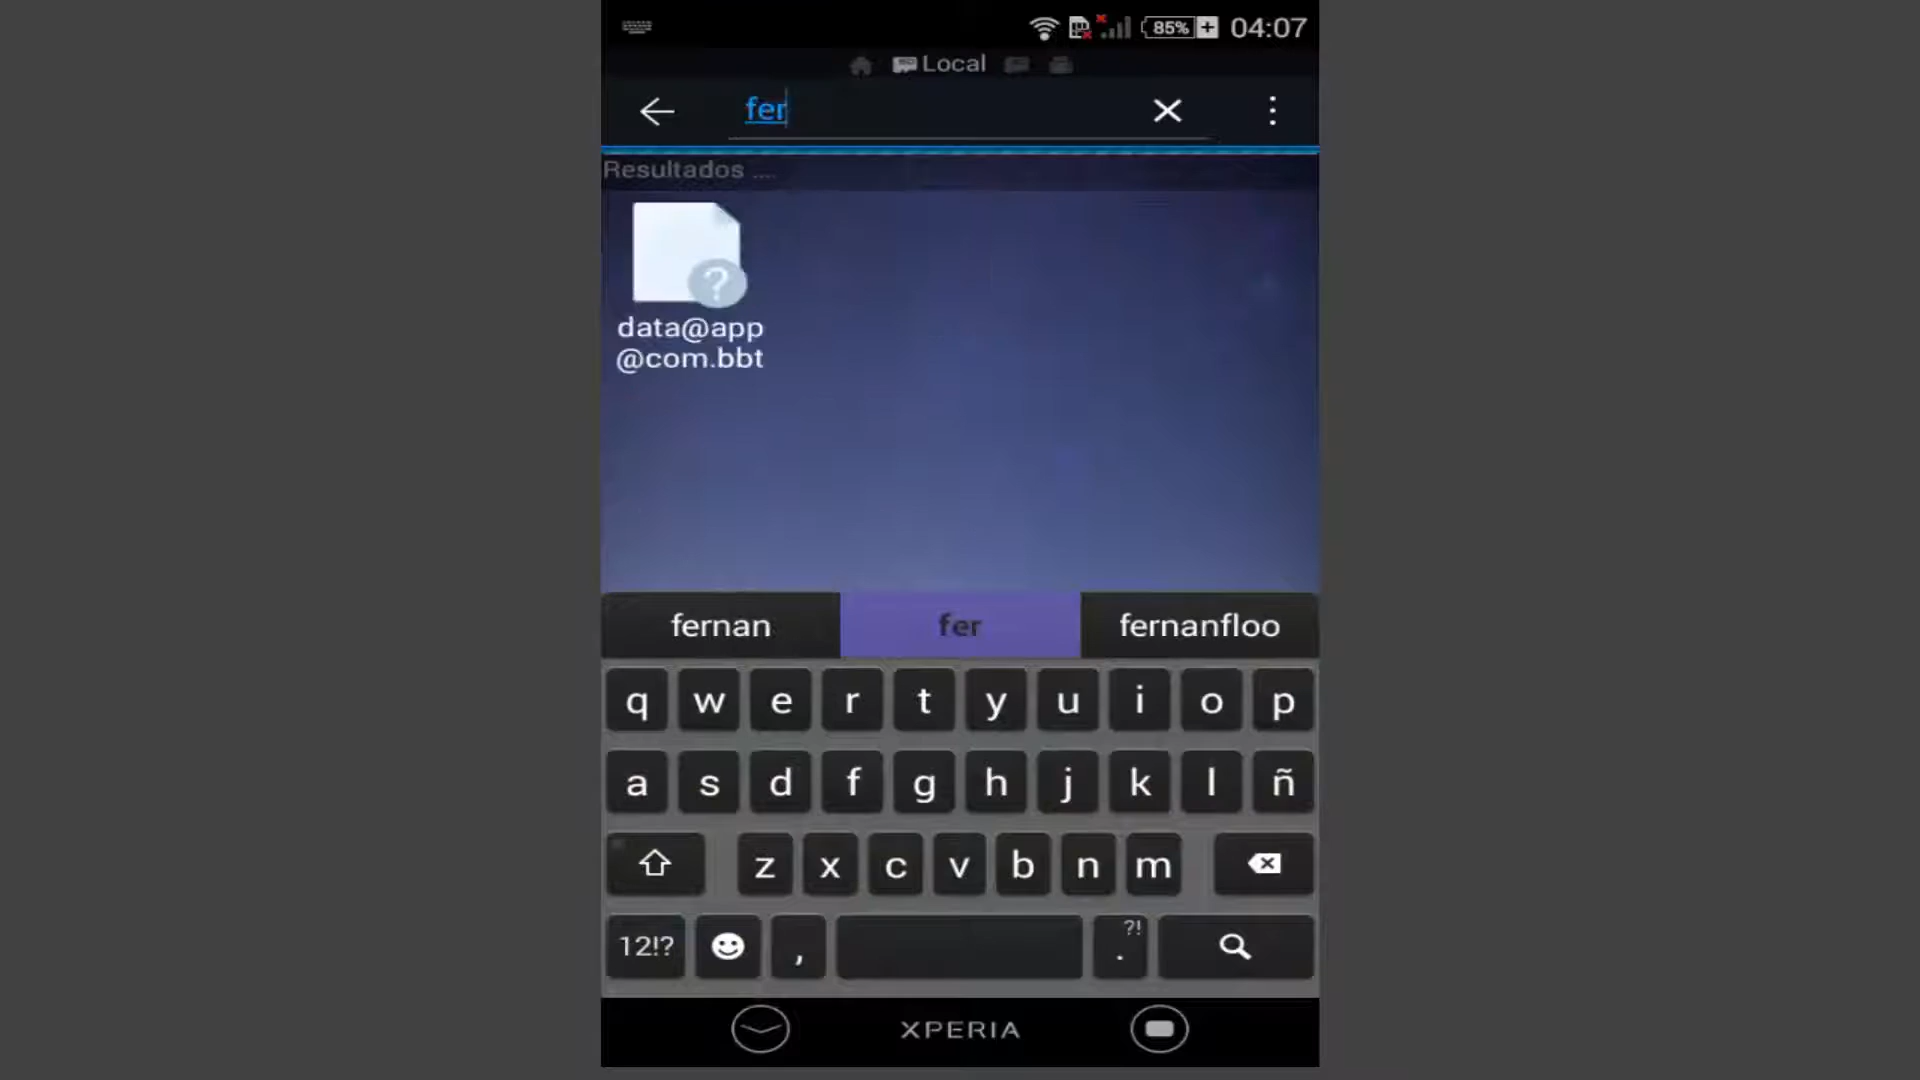 85% 04:07
Local
fer
Resultados ....
data@app
@com.bbt
fernan fer fernanfloo
q w e r t y u i o p
a s d f g h j k l ñ
z x c v b n m
12!? , ?! .
XPERIA